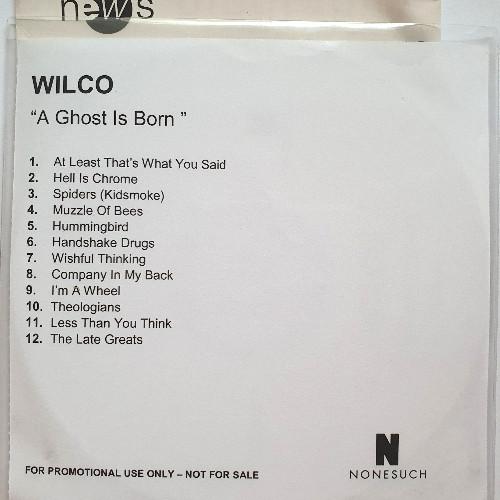 news
WILCO
“A Ghost Is Born ”
1. At Least That's What You Said
2. Hell Is Chrome
3. Spiders (Kidsmoke)
4. Muzzle Of Bees
5. Hummingbird
6. Handshake Drugs
7. Wishful Thinking
8. Company In My Back
9. I'm A Wheel
10. Theologians
11. Less Than You Think
12. The Late Greats
FOR PROMOTIONAL USE ONLY – NOT FOR SALE
N
NONESUCH